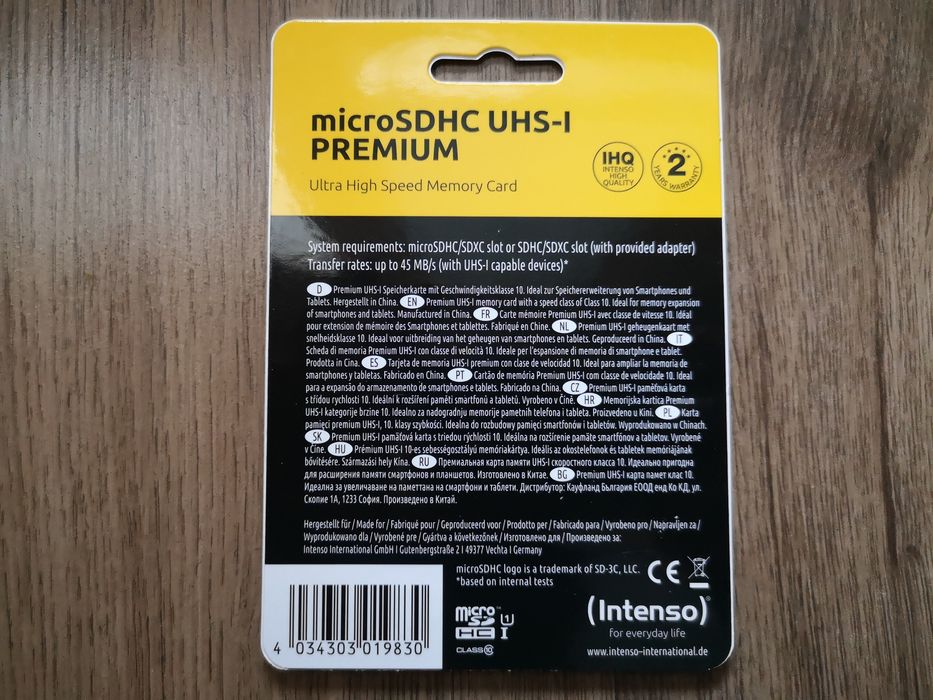 microSDHC UHS-I
PREMIUM
Ultra High Speed Memory Card
IHQ
INTENSO
HIGH
QUALITY
2
YEARS WARRANTY
System requirements: microSDHC/SDXC slot or SDHC/SDXC slot (with provided adapter)
Transfer rates: up to 45 MB/s (with UHS-I capable devices)*
D Premium UHS-I Speicherkarte mit Geschwindigkeitsklasse 10. Ideal zur Speichererweiterung von Smartphones und
Tablets. Hergestellt in China. EN Premium UHS-I memory card with a speed class of Class 10. Ideal for memory expansion
of smartphones and tablets. Manufactured in China. FR Carte mémoire Premium UHS-I avec classe de vitesse 10. Idéal
pour extension de mémoire des Smartphones et tablettes. Fabriqué en Chine. NL Premium UHS-I geheugenkaart met
snelheidsklasse 10. Ideaal voor uitbreiding van het geheugen van smartphones en tablets. Geproduceerd in China. IT
Scheda di memoria Premium UHS-I con classe di velocità 10. Ideale per l'espansione di memoria di smartphone e tablet.
Prodotta in Cina. ES Tarjeta de memoria UHS-I premium con clase de velocidad 10. Ideal para ampliar la memoria de
smartphones y tabletas. Fabricado en China. PT Cartão de memória Premium UHS-I com classe de velocidade 10. Ideal
para a expansão do armazenamento de smartphones e tablets. Fabricado na China. CZ Premium UHS-I paměťová karta
s třídou rychlosti 10. Ideální k rozšíření paměti smartfonů a tabletů. Vyrobeno v Číně. HR Memorijska kartica Premium
UHS-I kategorije brzine 10. Idealno za nadogradnju memorije pametnih telefona i tableta. Proizvedeno u Kini. PL Karta
pamięci premium UHS-I, 10. klasy szybkości. Idealna do rozbudowy pamięci smartfonów i tabletów. Wyprodukowano w Chinach.
SK Premium UHS-I pamäťová karta s triedou rýchlosti 10. Ideálna na rozšírenie pamäte smartfónov a tabletov. Vyrobené
v Číne. HU Prémium UHS-I 10-es sebességosztályú memóriakártya. Ideális az okostelefonok és tabletek memóriájának
bővítésére. Származási hely Kína. RU Премиальная карта памяти UHS-I скоростного класса 10. Идеально пригодна
для расширения памяти смартфонов и планшетов. Изготовлено в Китае. BG Premium UHS-I карта памет клас 10.
Идеална за увеличаване на паметтана на смартфони и таблети. Дистрибутор: Кауфланд България ЕООД енд Ко КД, ул.
Скопие 1А, 1233 София. Произведено в Китай.
Hergestellt für / Made for / Fabriqué pour / Geproduceerd voor / Prodotto per / Fabricado para / Vyrobeno pro / Napravljen za /
Wyprodukowano dla / Vyrobené pre / Gyártva a következőnek / Изготовлено для / Произведено за:
Intenso International GmbH I Gutenbergstraße 2 I 49377 Vechta I Germany
microSDHC logo is a trademark of SD-3C, LLC.
*based on internal tests
CE
4 034303 019830
micro
SD
HC I
1
CLASS 10
(Intenso)®
for everyday life
www.intenso-international.de